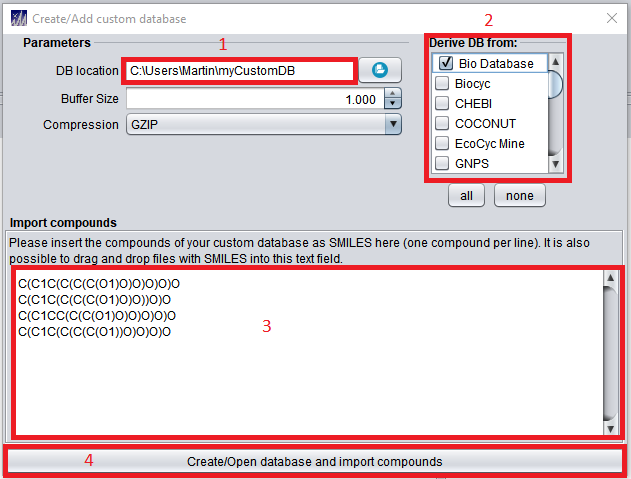 Create/Add custom database
Parameters
1
DB location
C:\Users\Martin\myCustomDB
Buffer Size
1.000
Compression
GZIP
2
Derive DB from:
Bio Database
Biocyc
CHEBI
COCONUT
EcoCyc Mine
GNPS
all
none
Import compounds
Please insert the compounds of your custom database as SMILES here (one compound per line). It is also
possible to drag and drop files with SMILES into this text field.
C(C1C(C(C(C(O1)O)O)O)O)O
C(C1C(C(C(C(O1)O)O))O)O
C(C1CC(C(C(O1)O)O)O)O)O
C(C1C(C(C(C(O1))O)O)O)O
3
4
Create/Open database and import compounds